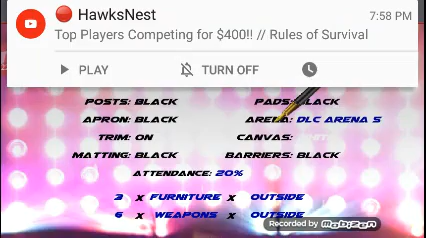 HawksNest 7:58 PM
Top Players Competing for $400!! // Rules of Survival
PLAY TURN OFF
POSTS: BLACK PADS: BLACK
APRON: BLACK ARENA: DLC ARENA 5
TRIM: ON CANVAS:
MATTING: BLACK BARRIERS: BLACK
ATTENDANCE: 20%
3 X FURNITURE X OUTSIDE
6 X WEAPONS X OUTSIDE
Recorded by Mobizen